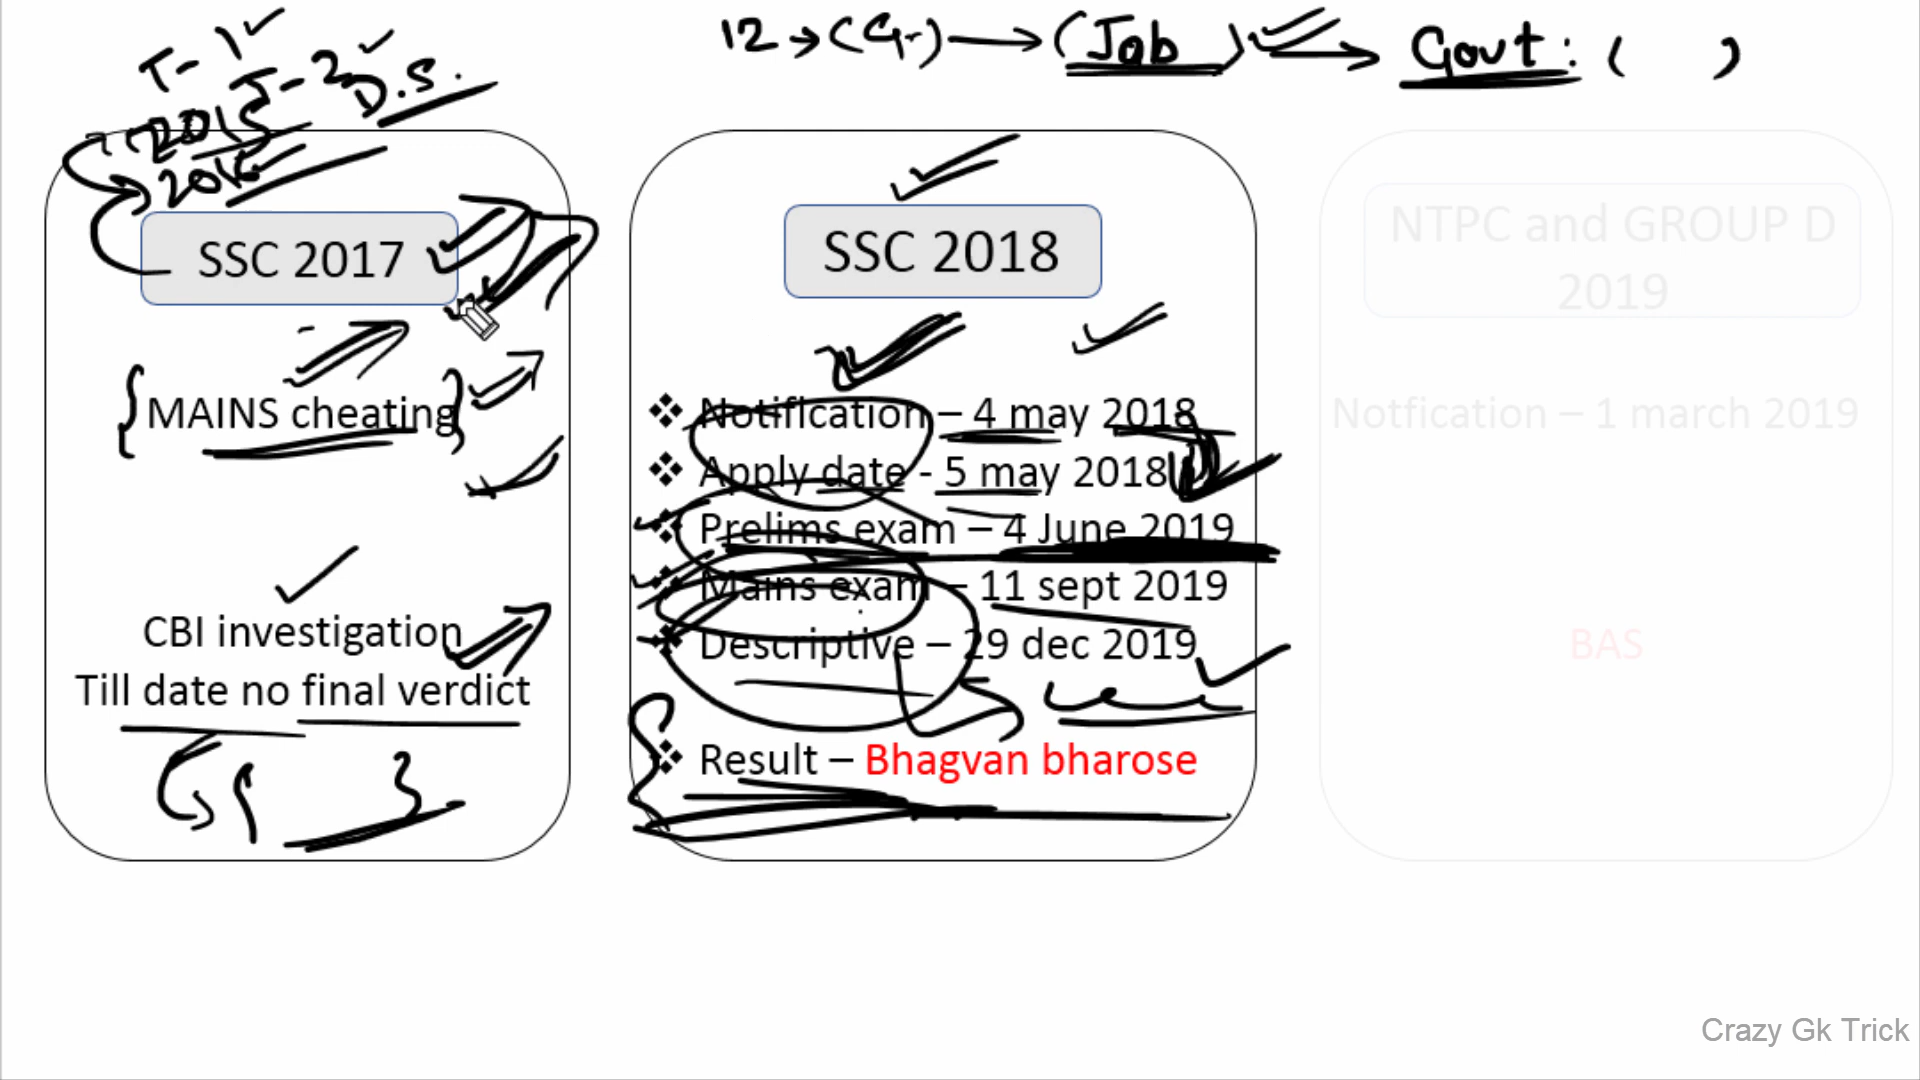 12 → (Gr) → (Job) → Govt: ( )
T-1
T-2
D.S.
2015
2016
SSC 2017
{MAINS cheating}
CBI investigation
Till date no final verdict
SSC 2018
❖ Notification – 4 may 2018
❖ Apply date - 5 may 2018
❖ Prelims exam – 4 June 2019
❖ Mains exam – 11 sept 2019
❖ Descriptive – 29 dec 2019
❖ Result – Bhagvan bharose
NTPC and GROUP D
2019
Notfication – 1 march 2019
BAS
Crazy Gk Trick